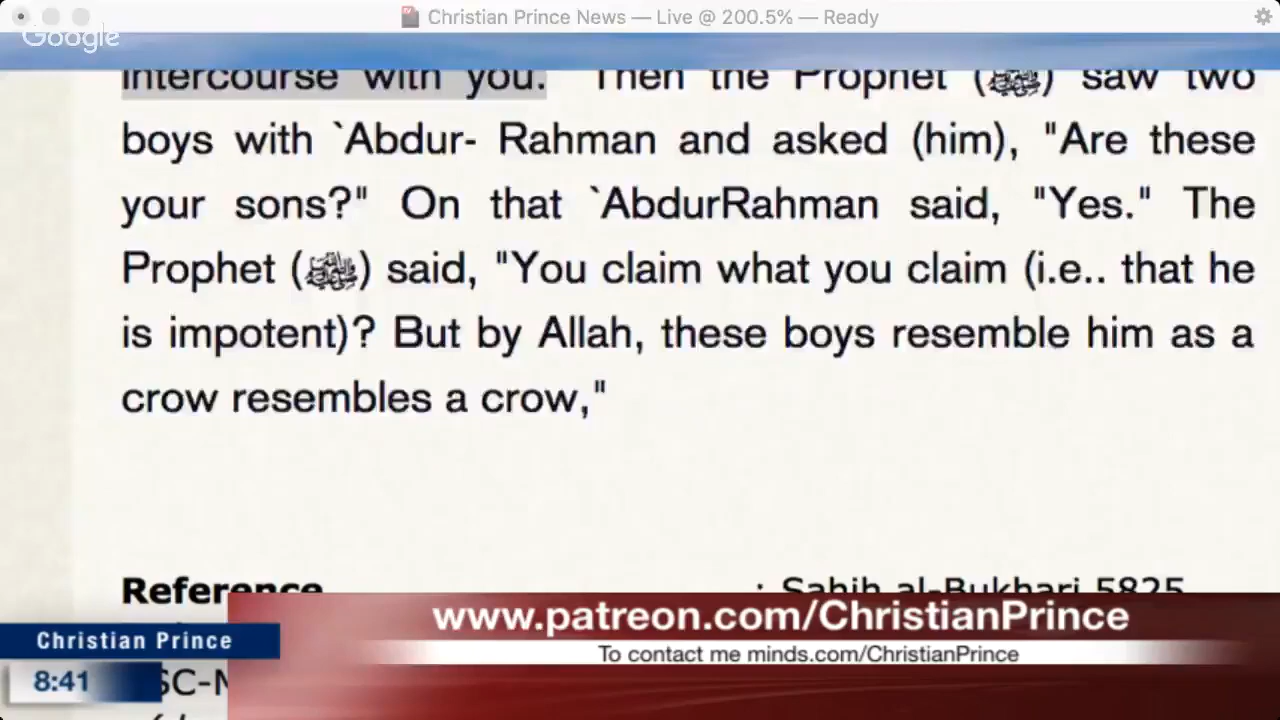 Christian Prince News — Live @ 200.5% — Ready
Google
intercourse with you." Then the Prophet (ﷺ) saw two
boys with `Abdur- Rahman and asked (him), "Are these
your sons?" On that `AbdurRahman said, "Yes." The
Prophet (ﷺ) said, "You claim what you claim (i.e.. that he
is impotent)? But by Allah, these boys resemble him as a
crow resembles a crow,"
Reference : Sahih al-Bukhari 5825
www.patreon.com/ChristianPrince
Christian Prince
To contact me minds.com/ChristianPrince
8:41